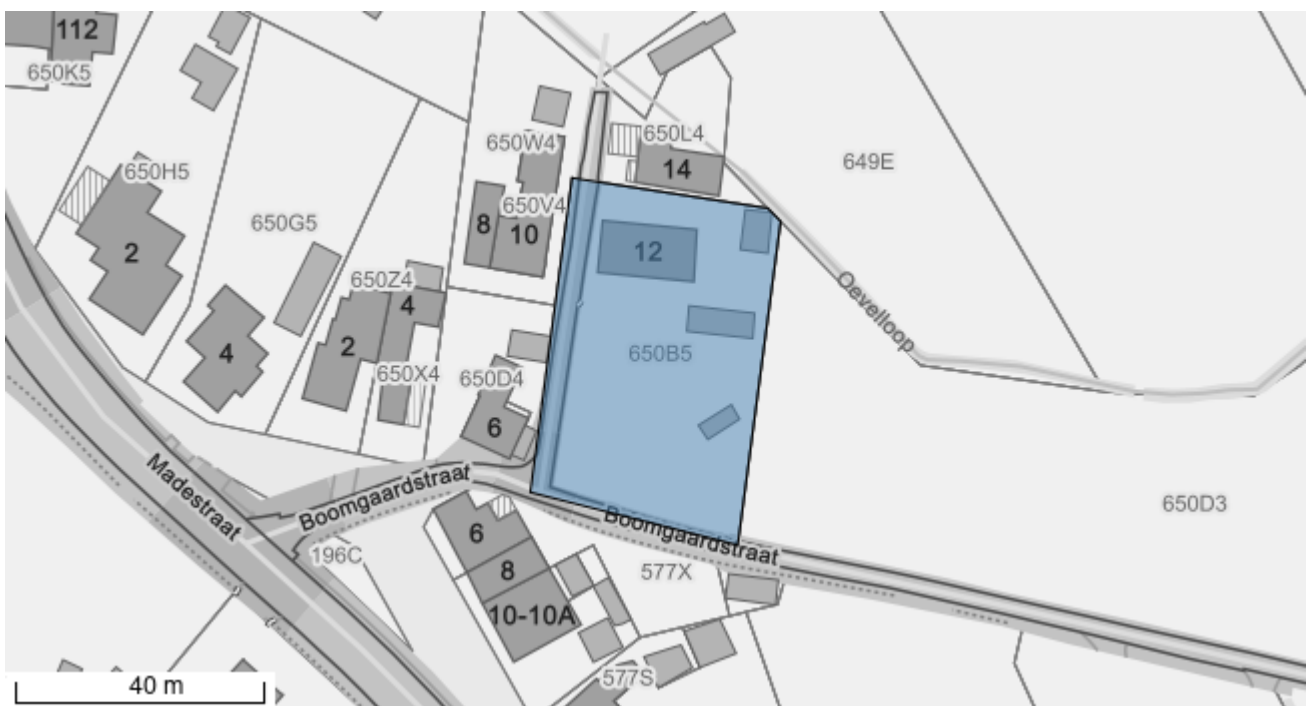 112
650K5
650W4
650L4
14
649E
650H5
650V4
650G5
8
10
2
12
650Z4
4
Oevelloop
2
4
650B5
650X4
650D4
6
Madestraat
Boomgaardstraat
650D3
Boomgaardstraat
6
196C
8
577X
10-10A
577S
40 m